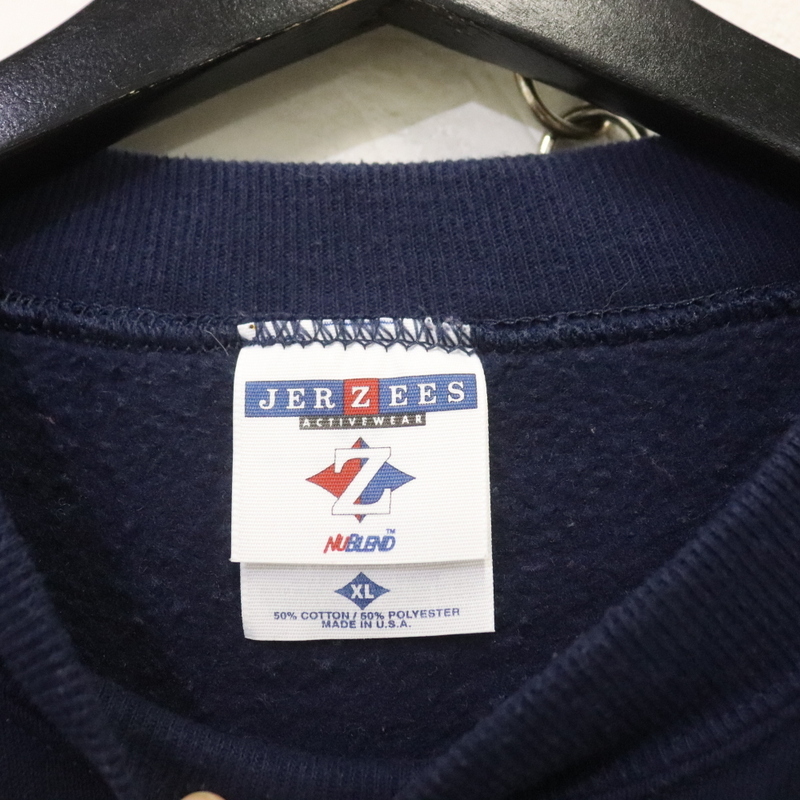 JERZEES
ACTIVEWEAR
Z
NUBLEND™
XL
50% COTTON / 50% POLYESTER
MADE IN U.S.A.